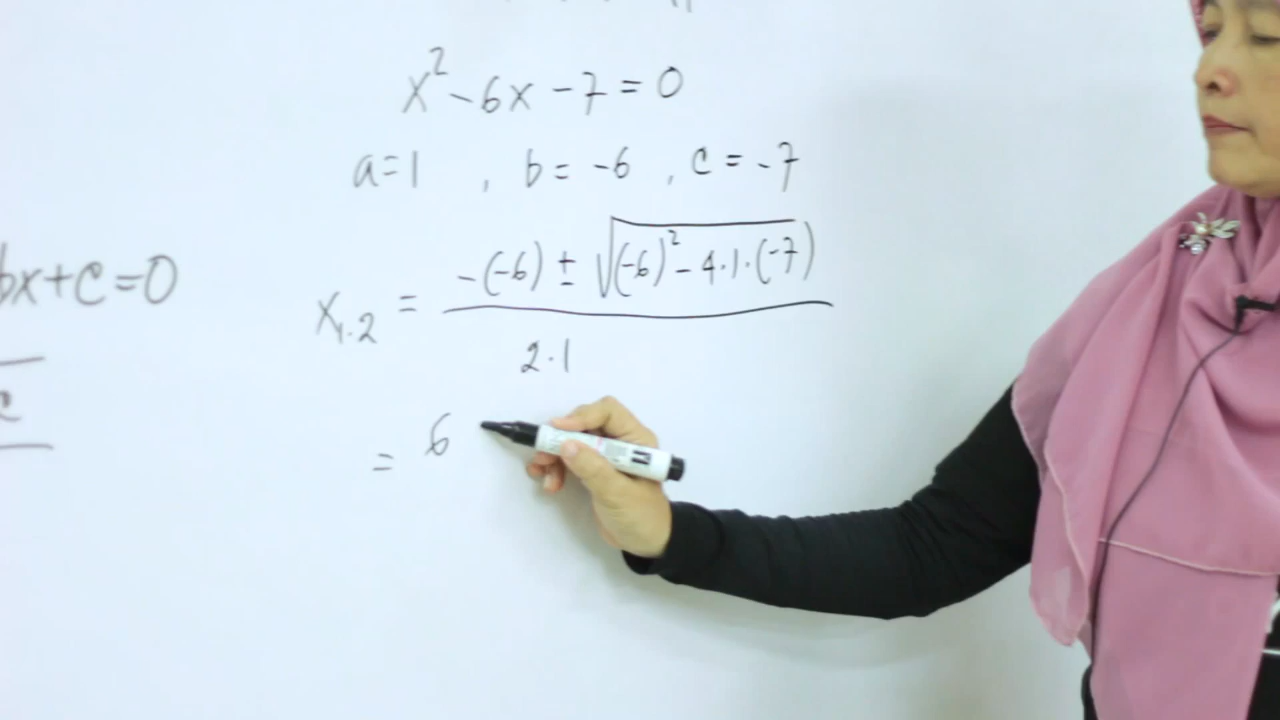 x² - 6x - 7 = 0
a = 1 , b = -6 , c = -7
bx + c = 0
x₁.₂ = -(-6) ± √(-6)² - 4·1·(-7)
2·1
c
= 6